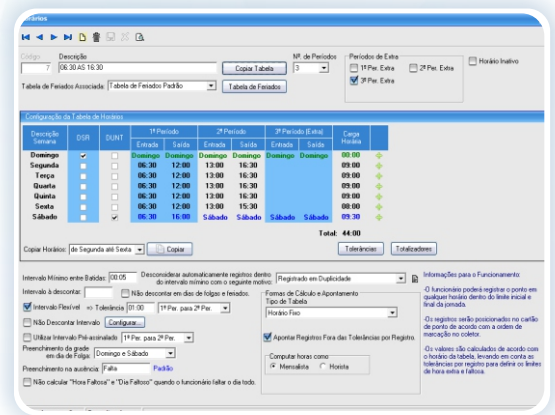 Horários
Código Descrição Nº. de Períodos Períodos de Extra
7 06:30 AS 16:30 Copiar Tabela 3 1º Per. Extra 2º Per. Extra Horário Inativo
3º Per. Extra
Tabela de Feriados Associada: Tabela de Feriados Padrão Tabela de Feriados
Configuração da Tabela de Horários
Descrição Semana DSR DUNT 1º Período 2º Período 3º Período (Extra) Carga Horária
Entrada Saída Entrada Saída Entrada Saída
Domingo Domingo Domingo Domingo Domingo Domingo Domingo 00:00
Segunda 06:30 12:00 13:00 16:30 09:00
Terça 06:30 12:00 13:00 16:30 09:00
Quarta 06:30 12:00 13:00 16:30 09:00
Quinta 06:30 12:00 13:00 16:30 09:00
Sexta 06:30 12:00 13:00 15:30 08:00
Sábado 06:30 16:00 Sábado Sábado Sábado Sábado 09:30
Total: 44:00
Copiar Horários: de Segunda até Sexta Copiar Tolerâncias Totalizadores
Intervalo Mínimo entre Batidas: 00:05 Desconsiderar automaticamente registros dentro do intervalo mínimo com o seguinte motivo: Registrado em Duplicidade
Intervalo à descontar: Não descontar em dias de folgas e feriados.
Intervalo Flexível => Tolerância 01:00 1º Per. para 2º Per.
Não Descontar Intervalo Configurar...
Utilizar Intervalo Pré-assinalado 1º Per. para 2º Per.
Preenchimento da grade em dia de Folga: Domingo e Sábado
Preenchimento na ausência: Falta Padrão
Não calcular "Hora Faltosa" e "Dia Faltoso" quando o funcionário faltar o dia todo.
Formas de Cálculo e Apontamento
Tipo de Tabela
Horário Fixo
Apontar Registros Fora das Tolerâncias por Registro.
Computar horas como
Mensalista Horista
Informações para o Funcionamento:
-O funcionário poderá registrar o ponto em
qualquer horário dentro do limite inicial e
final da jornada.
-Os registros serão posicionados no cartão
de ponto de acordo com a ordem de
marcação no coletor.
-Os valores são calculados de acordo com
o horário da tabela, levando em conta as
tolerâncias por registro para definir os limites
de hora extra e faltosa.